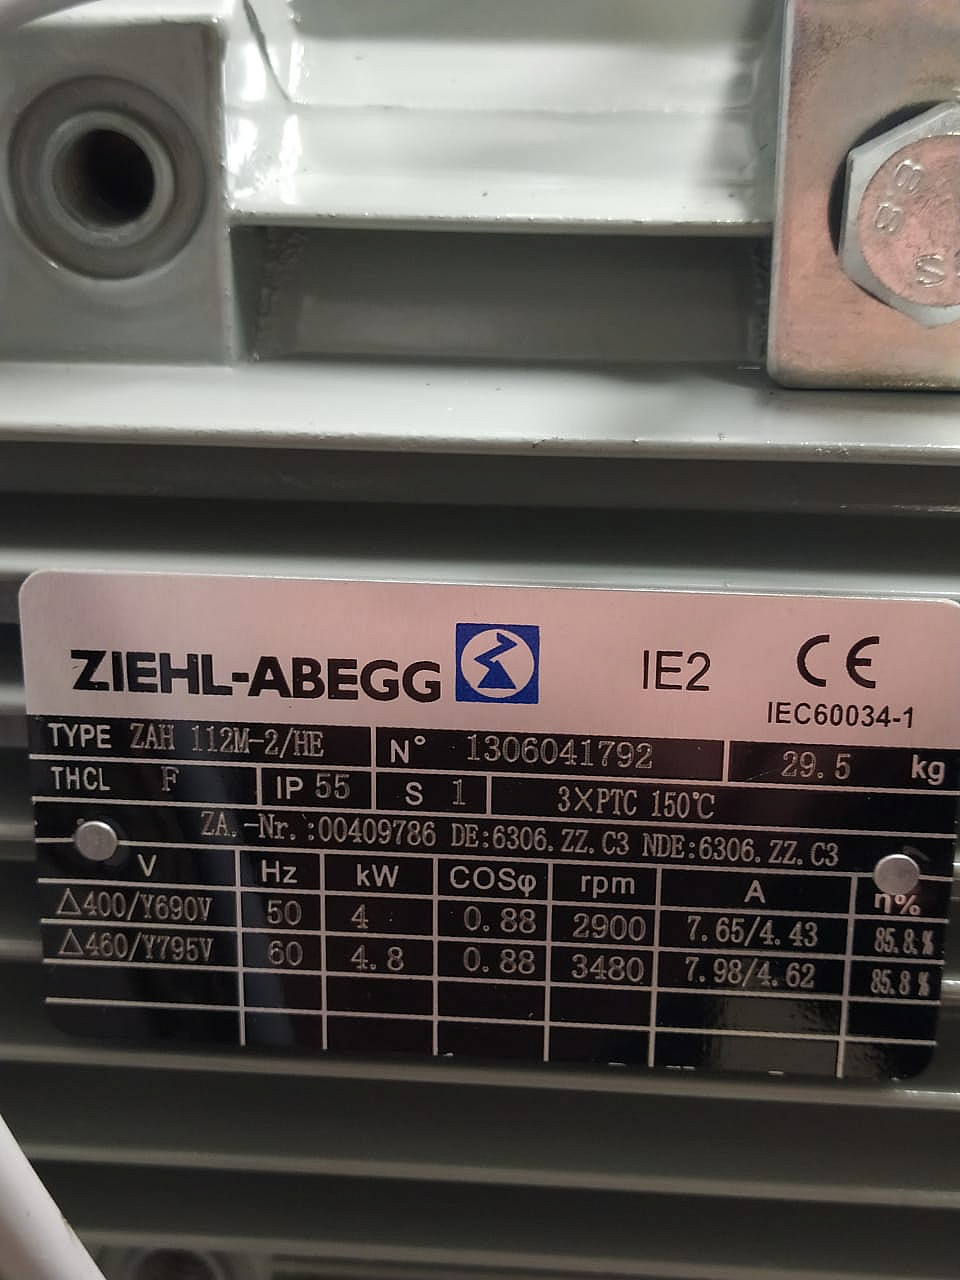 8.8
ZIEHL-ABEGG IE2 CE
IEC60034-1
TYPE ZAH 112M-2/HE N° 1306041792 29.5 kg
THCL F IP 55 S 1 3XPTC 150℃
ZA.-Nr.:00409786 DE:6306.ZZ.C3 NDE:6306.ZZ.C3
V Hz kW COSφ rpm A η%
△400/Y690V 50 4 0.88 2900 7.65/4.43 85.8.%
△460/Y795V 60 4.8 0.88 3480 7.98/4.62 85.8%